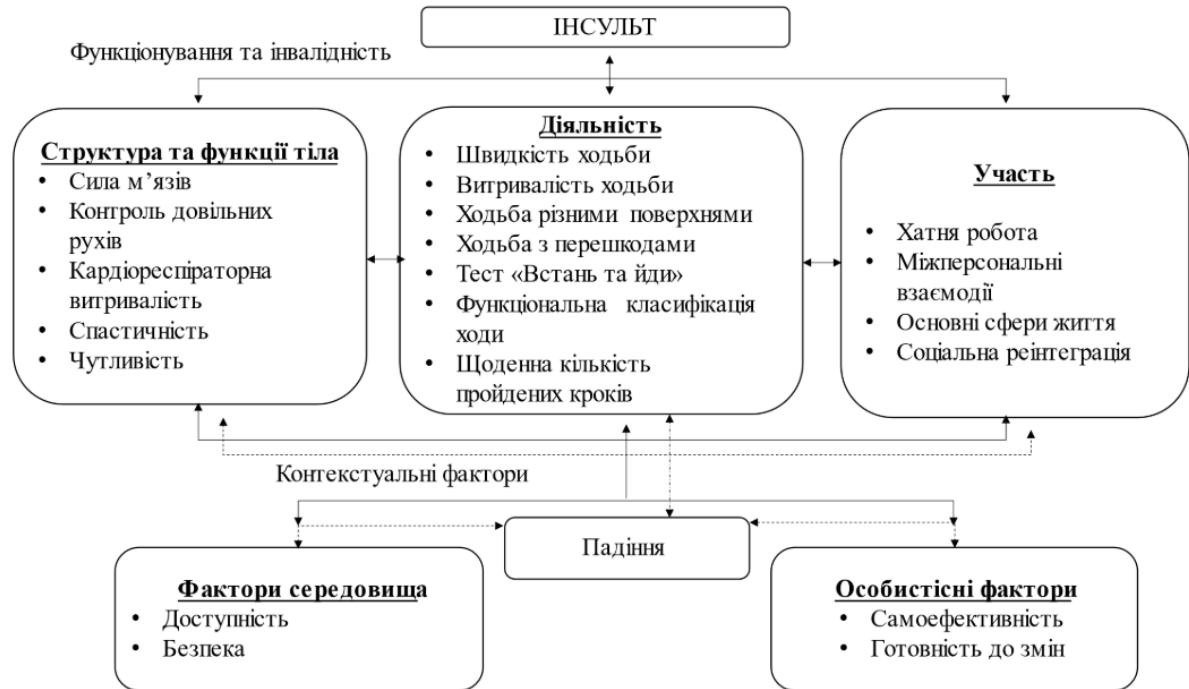 ІНСУЛЬТ
Функціонування та інвалідність
Структура та функції тіла
• Сила м’язів
• Контроль довільних
рухів
• Кардіореспіраторна
витривалість
• Спастичність
• Чутливість
Діяльність
• Швидкість ходьби
• Витривалість ходьби
• Ходьба різними поверхнями
• Ходьба з перешкодами
• Тест «Встань та йди»
• Функціональна класифікація
ходи
• Щоденна кількість
пройдених кроків
Участь
• Хатня робота
• Міжперсональні
взаємодії
• Основні сфери життя
• Соціальна реінтеграція
Контекстуальні фактори
Падіння
Фактори середовища
• Доступність
• Безпека
Особистісні фактори
• Самоефективність
• Готовність до змін